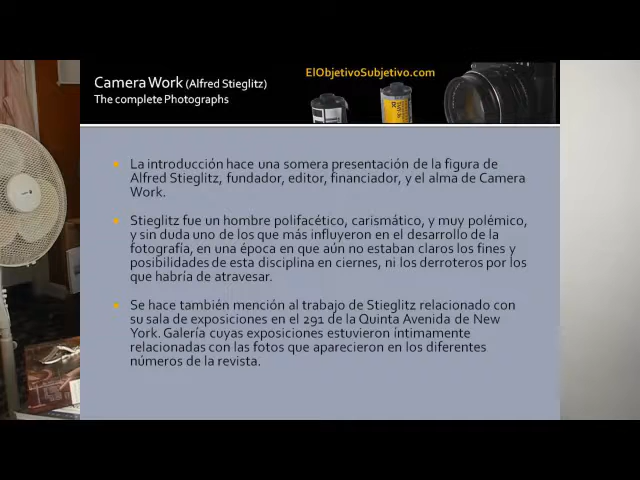 ElObjetivoSubjetivo.com
Camera Work (Alfred Stieglitz)
The complete Photographs
La introducción hace una somera presentación de la figura de
Alfred Stieglitz, fundador, editor, financiador, y el alma de Camera
Work.
Stieglitz fue un hombre polifacético, carismático, y muy polémico,
y sin duda uno de los que más influyeron en el desarrollo de la
fotografía, en una época en que aún no estaban claros los fines y
posibilidades de esta disciplina en ciernes, ni los derroteros por los
que habría de atravesar.
Se hace también mención al trabajo de Stieglitz relacionado con
su sala de exposiciones en el 291 de la Quinta Avenida de New
York. Galería cuyas exposiciones estuvieron íntimamente
relacionadas con las fotos que aparecieron en los diferentes
números de la revista.